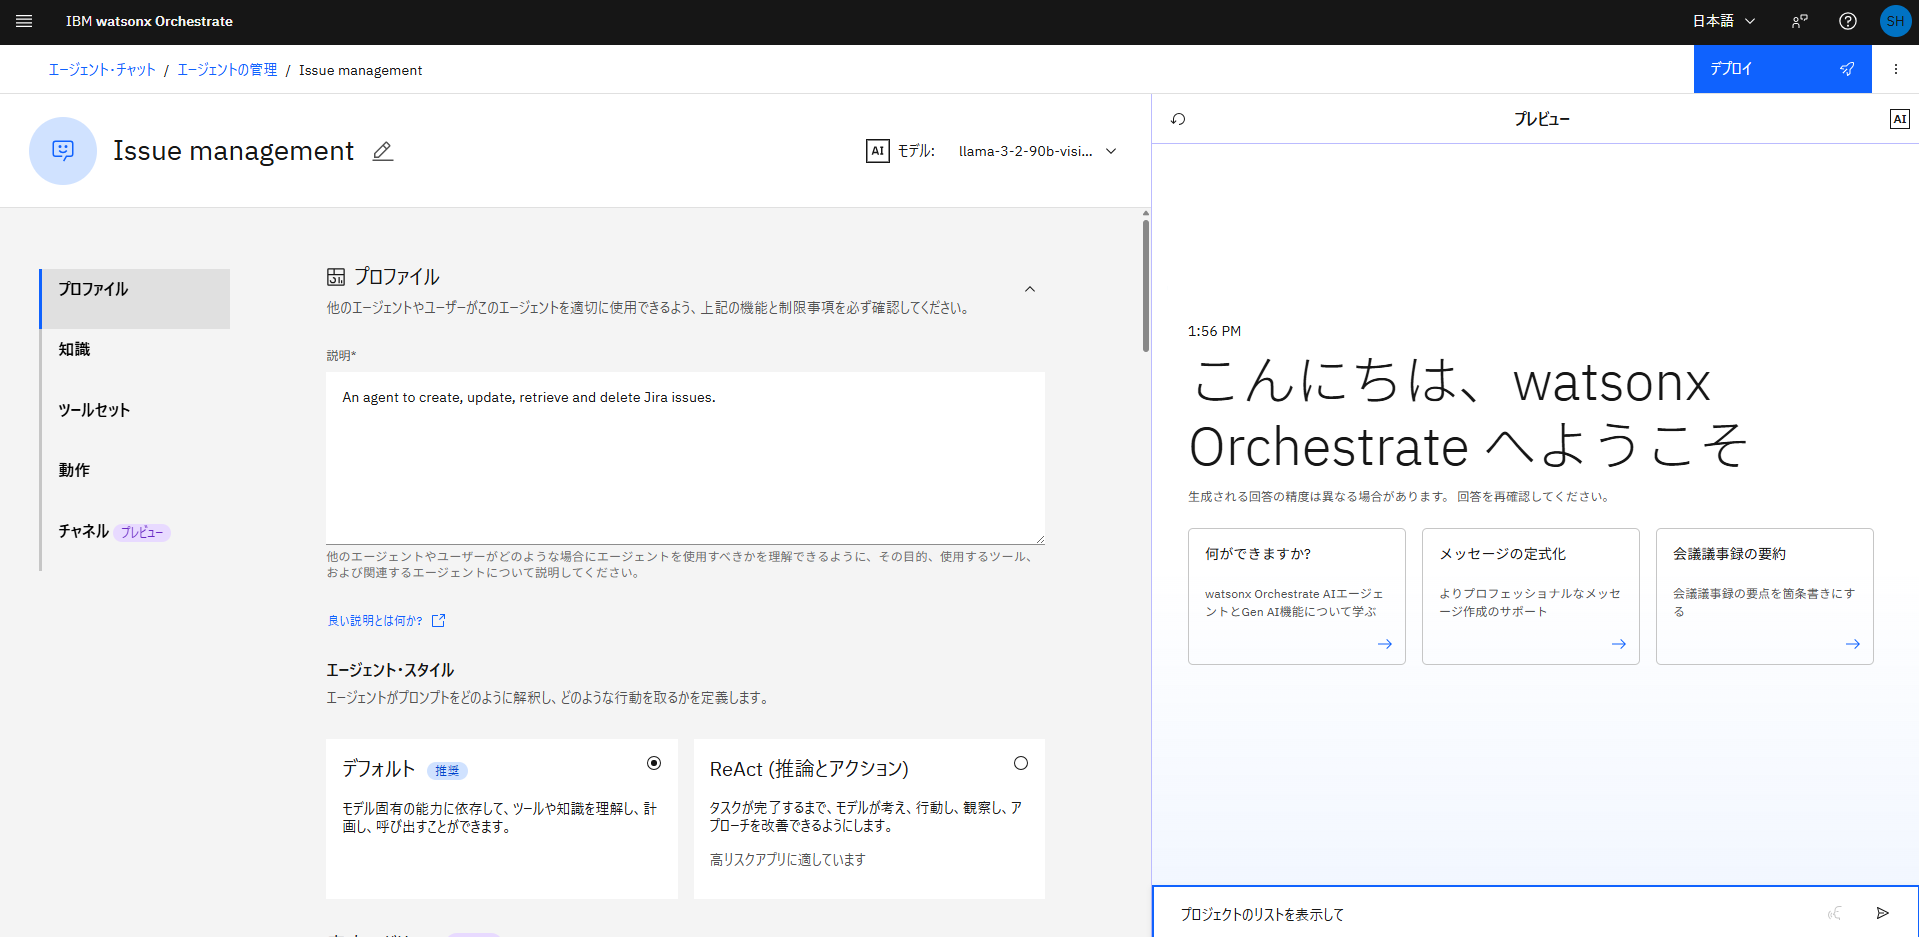 IBM watsonx Orchestrate
日本語
SH
エージェント・チャット / エージェントの管理 / Issue management
デプロイ
Issue management
AI モデル: llama-3-2-90b-visi...
プレビュー
AI
プロファイル
知識
ツールセット
動作
チャネル プレビュー
プロファイル
他のエージェントやユーザーがこのエージェントを適切に使用できるよう、上記の機能と制限事項を必ず確認してください。
説明*
An agent to create, update, retrieve and delete Jira issues.
他のエージェントやユーザーがどのような場合にエージェントを使用すべきかを理解できるように、その目的、使用するツール、
および関連するエージェントについて説明してください。
良い説明とは何か?
エージェント・スタイル
エージェントがプロンプトをどのように解釈し、どのような行動を取るかを定義します。
デフォルト 推奨
モデル固有の能力に依存して、ツールや知識を理解し、計
画し、呼び出すことができます。
ReAct (推論とアクション)
タスクが完了するまで、モデルが考え、行動し、観察し、ア
プローチを改善できるようにします。
高リスクアプリに適しています
1:56 PM
こんにちは、watsonx
Orchestrate へようこそ
生成される回答の精度は異なる場合があります。 回答を再確認してください。
何ができますか?
watsonx Orchestrate AIエージェ
ントとGen AI機能について学ぶ
メッセージの定式化
よりプロフェッショナルなメッセ
ージ作成のサポート
会議議事録の要約
会議議事録の要点を箇条書きにす
る
プロジェクトのリストを表示して